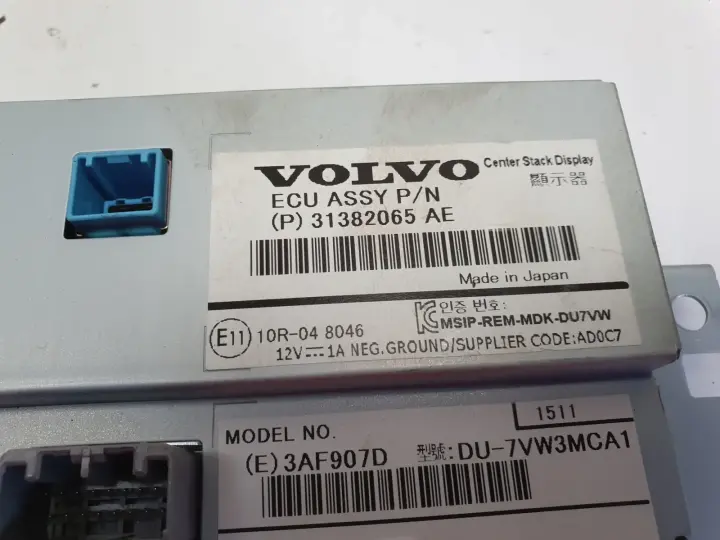 VOLVO Center Stack Display
顯示器
ECU ASSY P/N
(P) 31382065 AE
Made in Japan
인증 번호:
E11 10R-04 8046 MSIP-REM-MDK-DU7VW
12V⎓1A NEG.GROUND/SUPPLIER CODE:AD0C7
1511
MODEL NO.
(E)3AF907D 型號:DU-7VW3MCA1